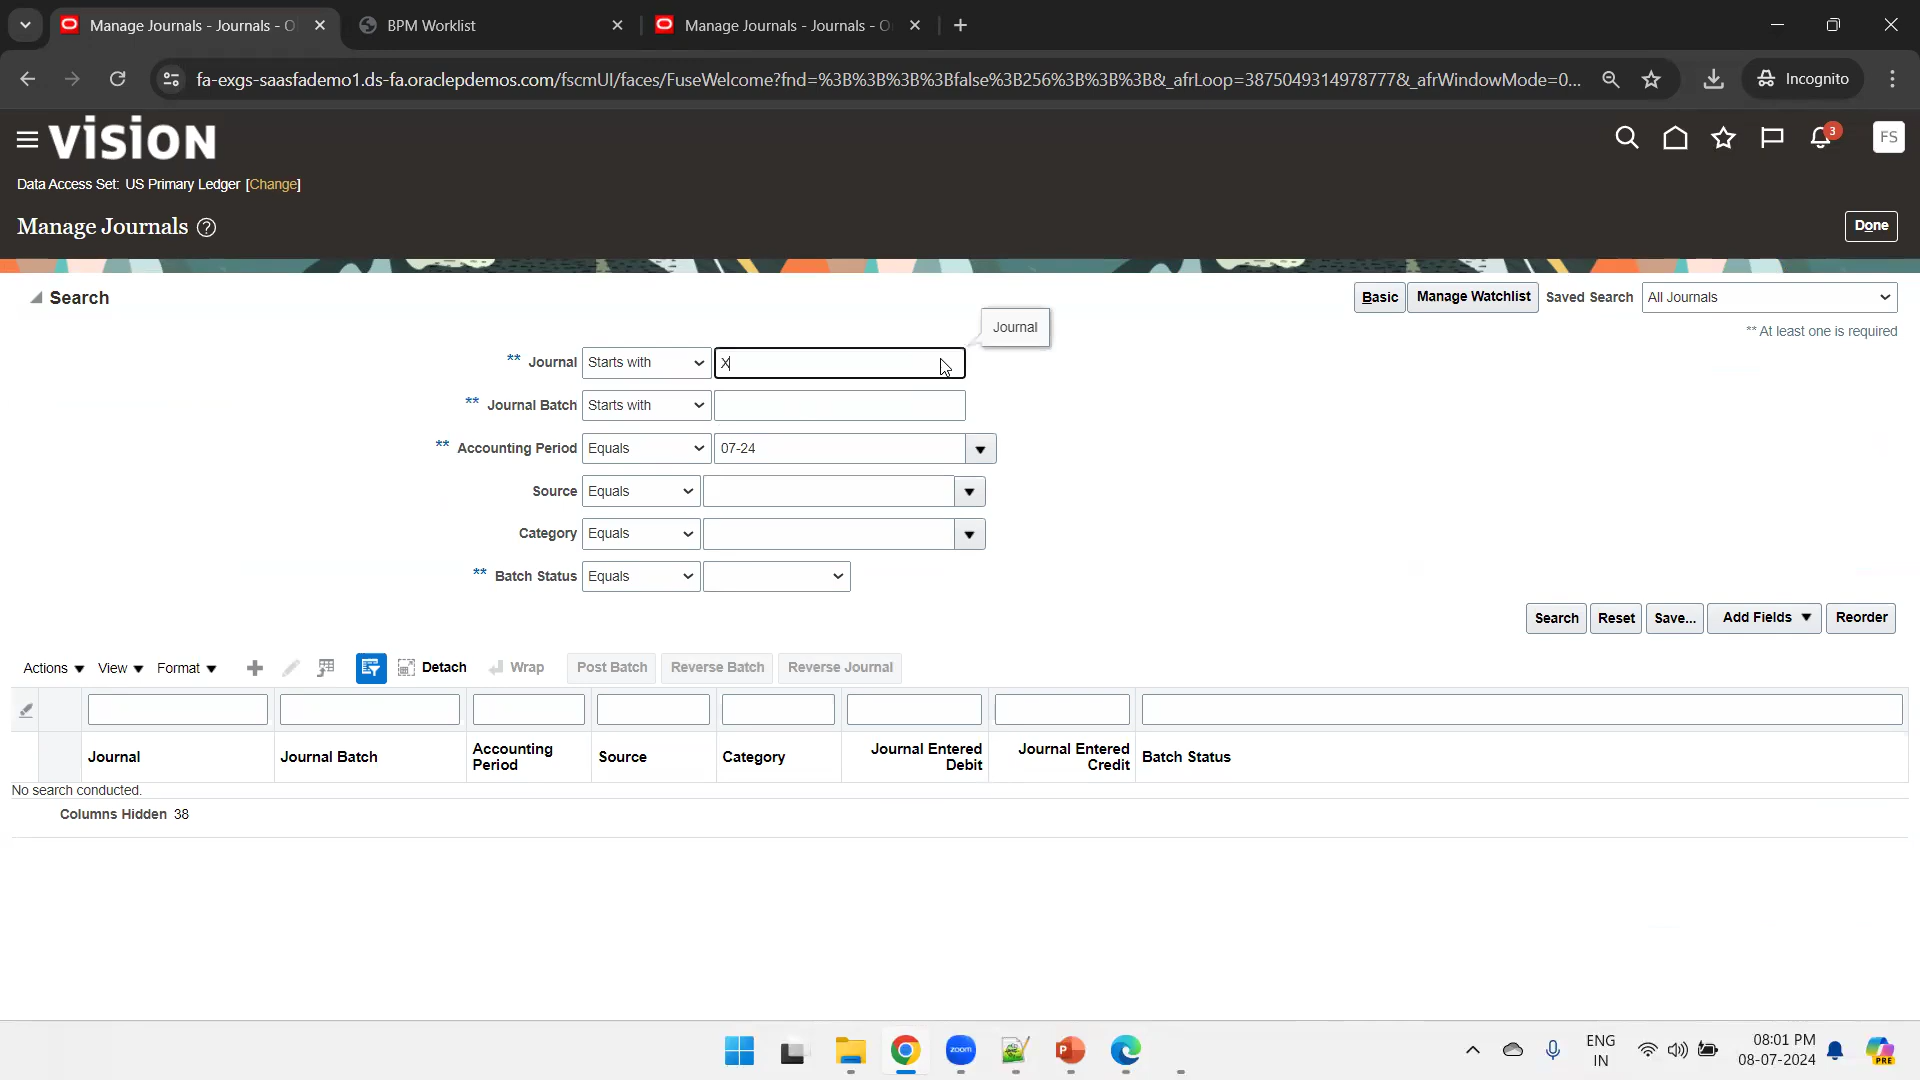 Manage Journals - Journals - O
BPM Worklist
Manage Journals - Journals - O
fa-exgs-saasfademo1.ds-fa.oraclepdemos.com/fscmUI/faces/FuseWelcome?fnd=%3B%3B%3B%3Bfalse%3B256%3B%3B%3B&_afrLoop=38750493149787​77&_afrWindowMode=0...
Incognito
VISION
3
FS
Data Access Set: US Primary Ledger [Change]
Manage Journals ?
Done
Search
Basic Manage Watchlist Saved Search All Journals
** At least one is required
Journal
** Journal Starts with X
** Journal Batch Starts with
** Accounting Period Equals 07-24
Source Equals
Category Equals
** Batch Status Equals
Search Reset Save... Add Fields Reorder
Actions View Format Detach Wrap Post Batch Reverse Batch Reverse Journal
Journal Journal Batch Accounting Period Source Category Journal Entered Debit Journal Entered Credit Batch Status
No search conducted.
Columns Hidden 38
zoom
ENG
IN
08:01 PM
08-07-2024
PRE